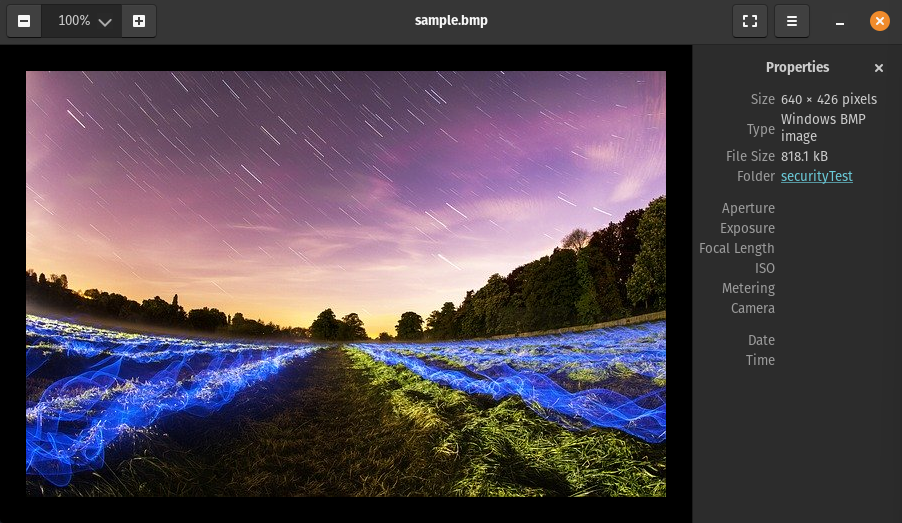 100%
sample.bmp
Properties
Size 640 × 426 pixels
Type Windows BMP
image
File Size 818.1 kB
Folder securityTest
Aperture
Exposure
Focal Length
ISO
Metering
Camera
Date
Time